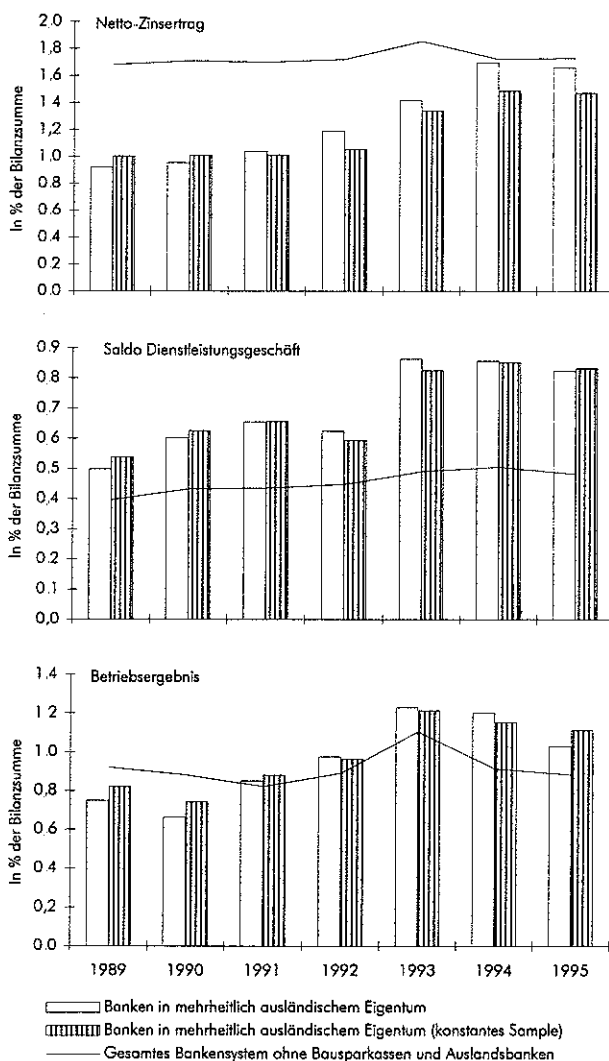 Netto-Zinsertrag
In % der Bilanzsumme
2.0
1,8
1.6
1.4
1,2
1.0
0.8
0.6
0.4
0,2
0.0
Saldo Dienstleistungsgeschäft
In % der Bilanzsumme
0.9
0.8
0.7
0.6
0.5
0,4
0,3
0.2
0.1
0.0
Betriebsergebnis
In % der Bilanzsumme
1.4
1.2
1.0
0.8
0.6
0.4
0,2
0.0
1989 1990 1991 1992 1993 1994 1995
Banken in mehrheitlich ausländischem Eigentum
Banken in mehrheitlich ausländischem Eigentum (konstantes Sample)
Gesamtes Bankensystem ohne Bausparkassen und Auslandsbanken